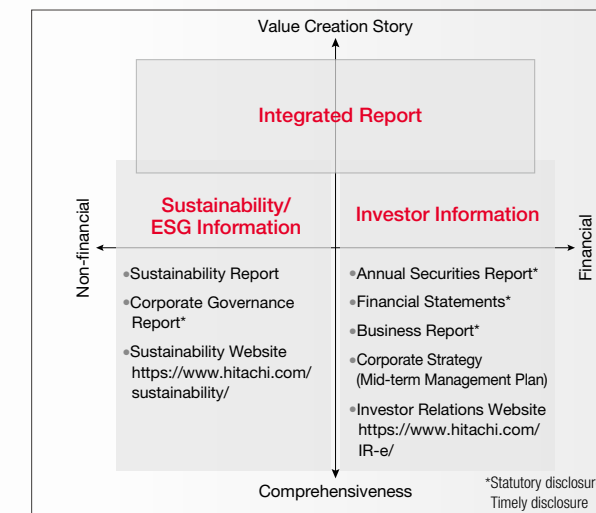 Value Creation Story
Integrated Report
Sustainability/
ESG Information
Investor Information
Non-financial
Financial
•Sustainability Report
•Corporate Governance
Report*
•Sustainability Website
https://www.hitachi.com/
sustainability/
•Annual Securities Report*
•Financial Statements*
•Business Report*
•Corporate Strategy
(Mid-term Management Plan)
•Investor Relations Website
https://www.hitachi.com/
IR-e/
Comprehensiveness
*Statutory disclosur
Timely disclosure